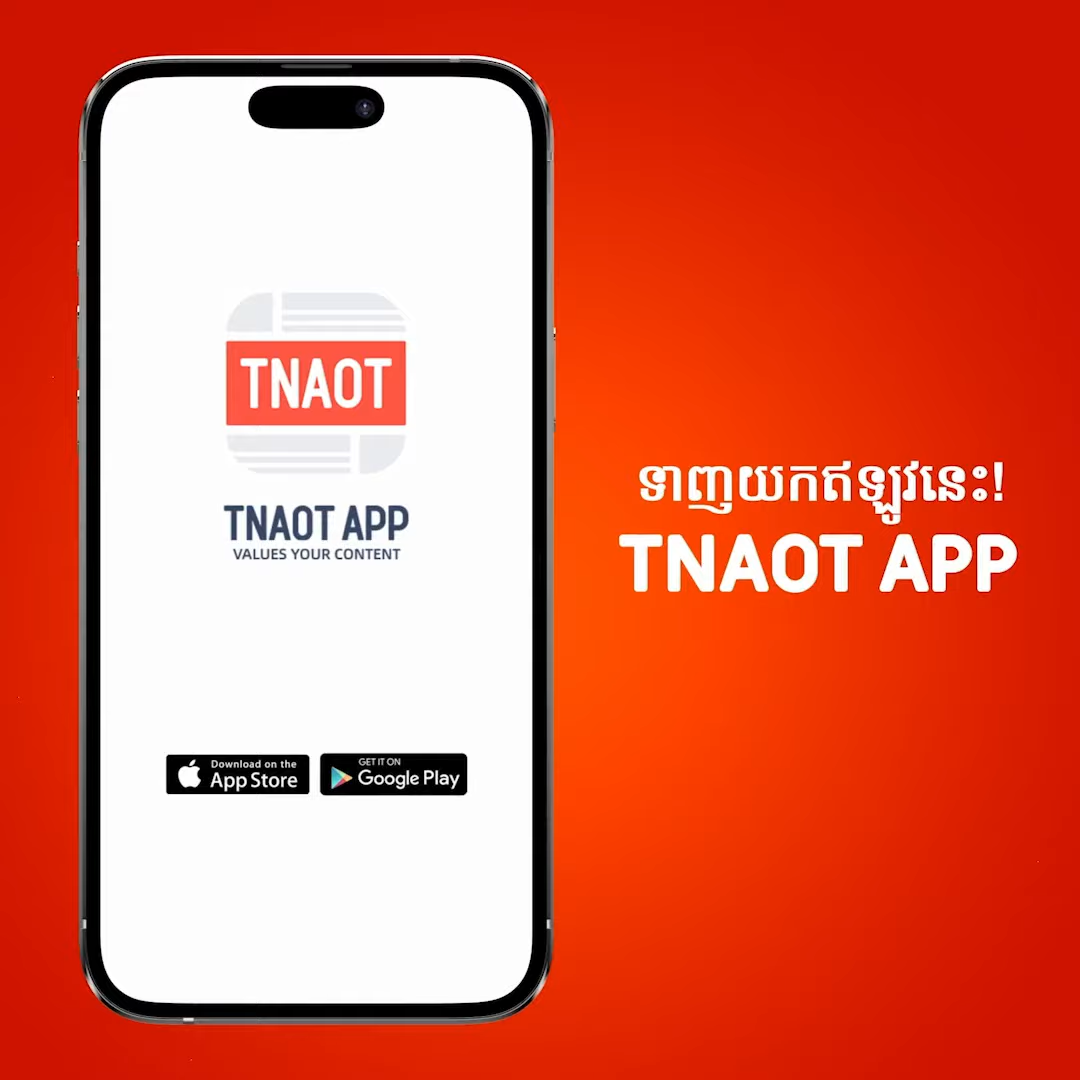 TNAOT
TNAOT APP
VALUES YOUR CONTENT
Download on the
App Store
GET IT ON
Google Play
ទាញយកឥឡូវនេះ!
TNAOT APP